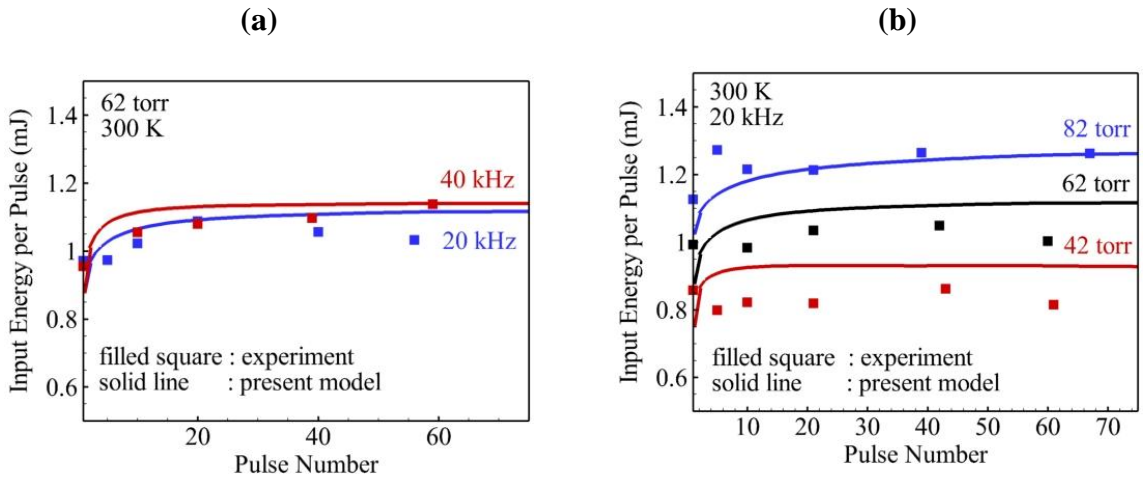 (a)
Input Energy per Pulse (mJ)
1.4
1.2
1
0.8
0.6
62 torr
300 K
40 kHz
20 kHz
filled square : experiment
solid line : present model
20
40
60
Pulse Number
(b)
Input Energy per Pulse (mJ)
1.4
1.2
1
0.8
0.6
300 K
20 kHz
82 torr
62 torr
42 torr
filled square : experiment
solid line : present model
10
20
30
40
50
60
70
Pulse Number